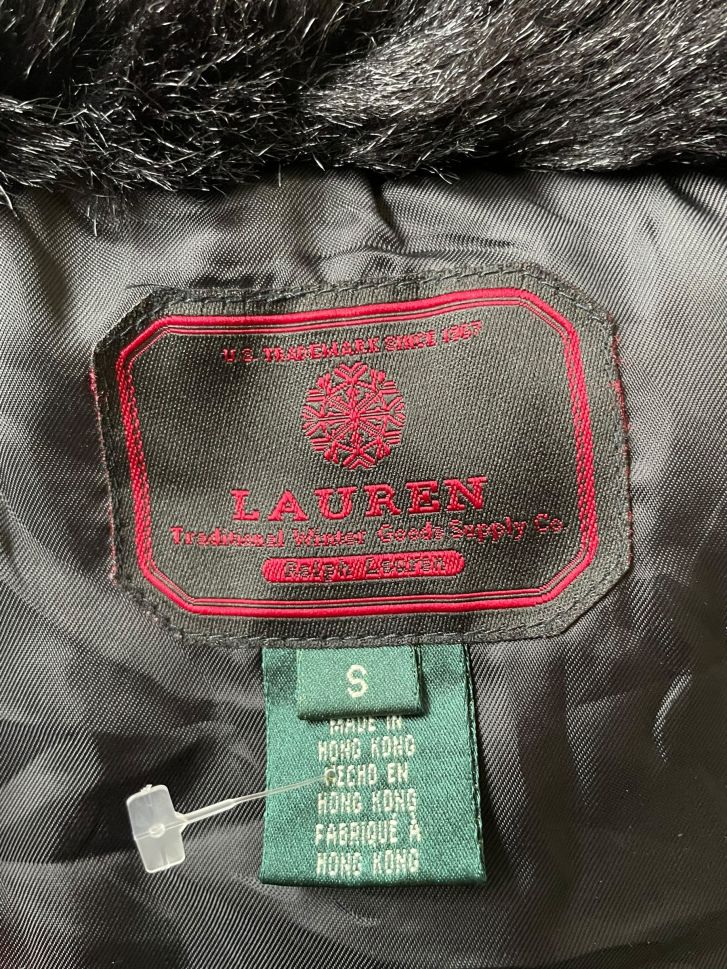 U.S. TRADEMARK SINCE 1967
LAUREN
Traditional Winter Goods Supply Co
Ralph Lauren
S
MADE IN
HONG KONG
HECHO EN
HONG KONG
FABRIQUÉ À
HONG KONG